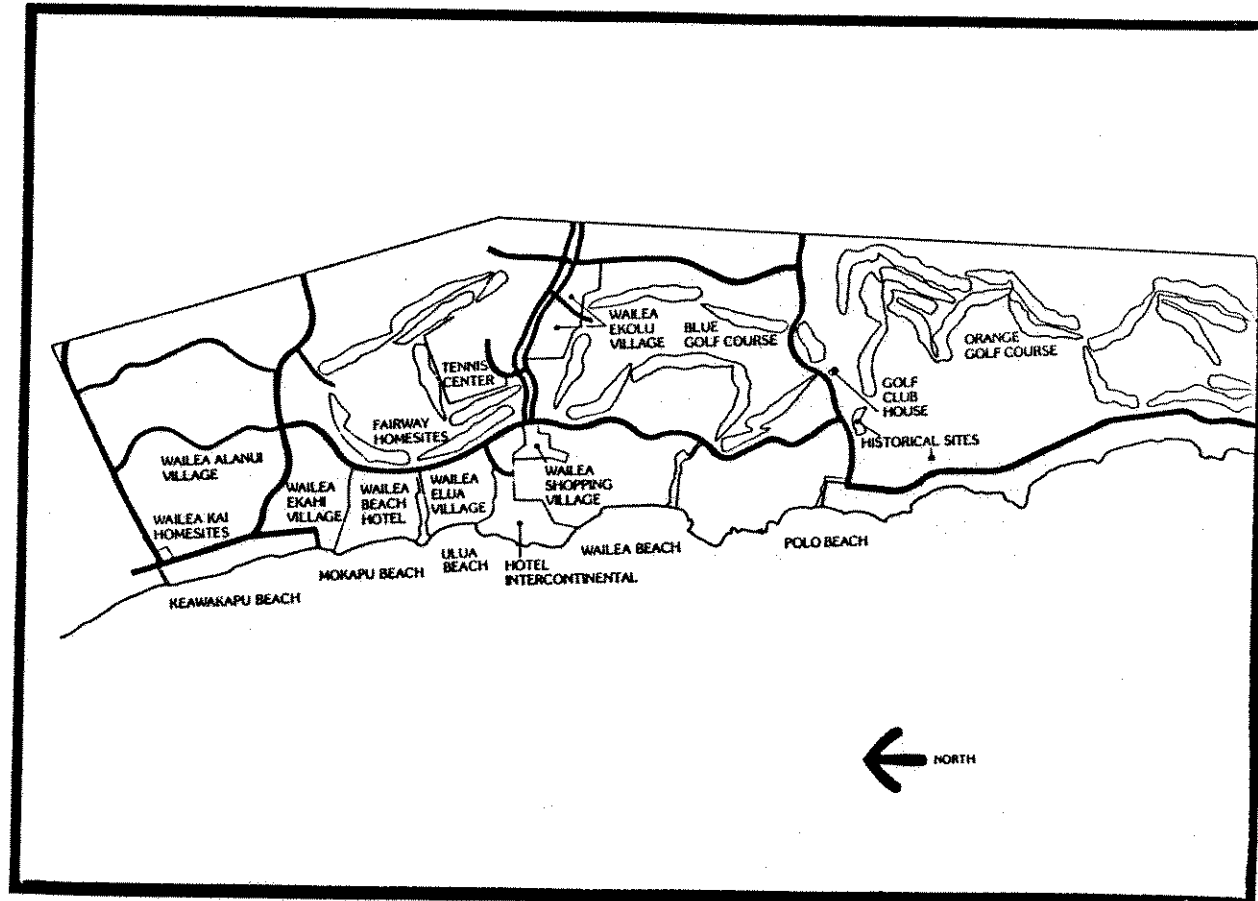 WAILEA
EKOLU
VILLAGE
BLUE
GOLF COURSE
ORANGE
GOLF COURSE
TENNIS
CENTER
GOLF
CLUB
HOUSE
FAIRWAY
HOMESITES
HISTORICAL SITES
WAILEA ALANUI
VILLAGE
WAILEA
EKAHI
VILLAGE
WAILEA
BEACH
HOTEL
WAILEA
ELUA
VILLAGE
WAILEA
SHOPPING
VILLAGE
WAILEA KAI
HOMESITES
KEAWAKAPU BEACH
MOKAPU BEACH
ULUA
BEACH
HOTEL
INTERCONTINENTAL
WAILEA BEACH
POLO BEACH
NORTH